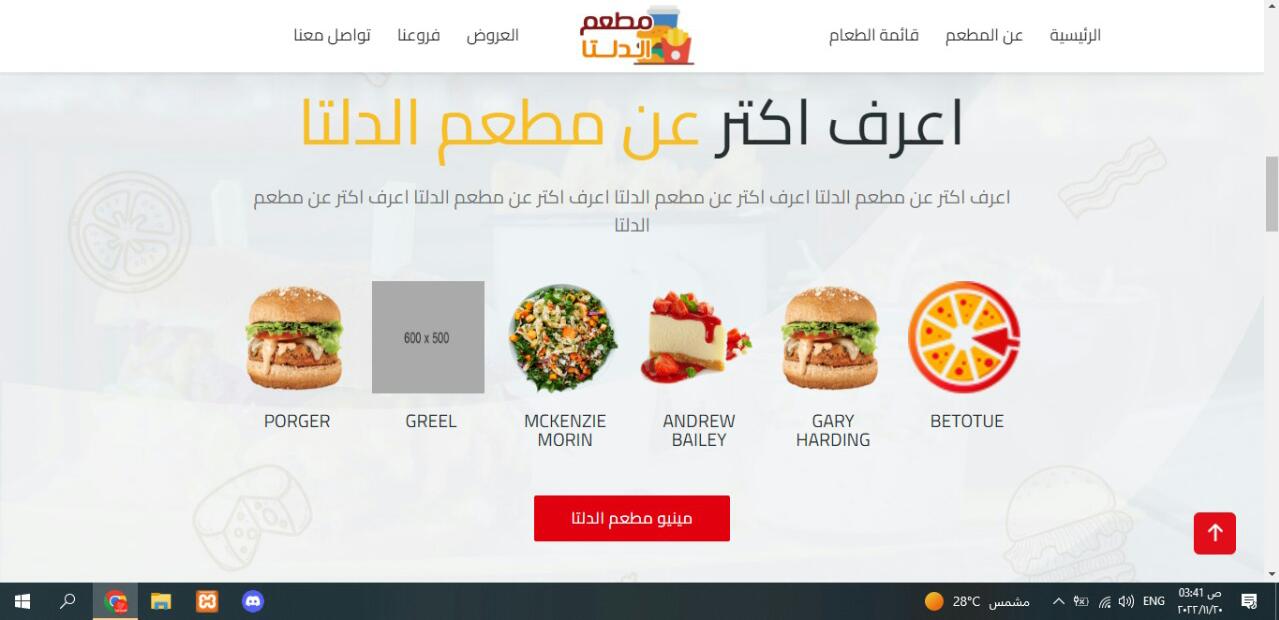 الرئيسية
عن المطعم
قائمة الطعام
مطعم
الدلتا
العروض
فروعنا
تواصل معنا
اعرف اكتر عن مطعم الدلتا
اعرف اكتر عن مطعم الدلتا اعرف اكتر عن مطعم الدلتا اعرف اكتر عن مطعم الدلتا اعرف اكتر عن مطعم
الدلتا
600 x 500
BETOTUE
GARY
HARDING
ANDREW
BAILEY
MCKENZIE
MORIN
GREEL
PORGER
مينيو مطعم الدلتا
28°C مشمس
ENG
03:41 ص
٢٠٢٢/١١/٢٠